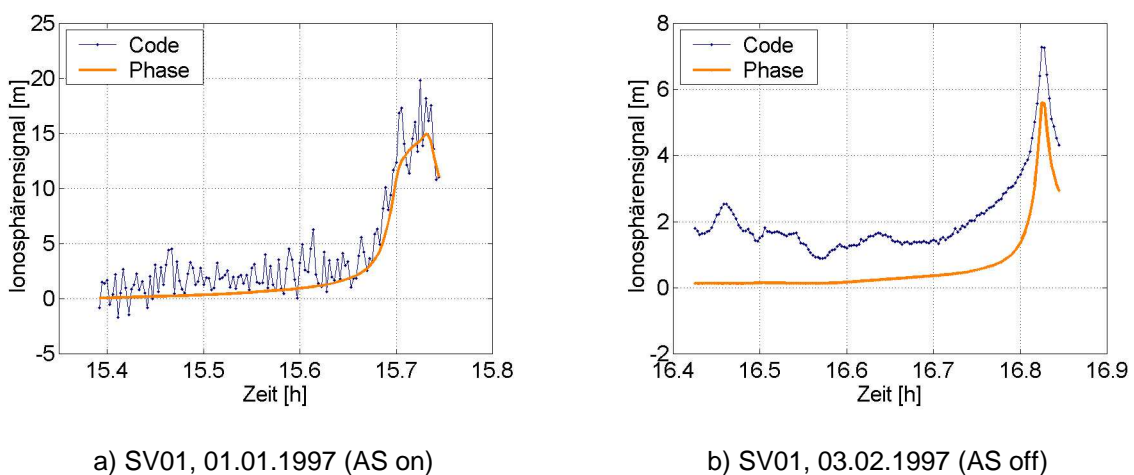 25
20
15
10
5
0
-5
Ionosphärensignal [m]
Code
Phase
15.4 15.5 15.6 15.7 15.8
Zeit [h]
a) SV01, 01.01.1997 (AS on)
8
6
4
2
0
-2
Ionosphärensignal [m]
Code
Phase
16.4 16.5 16.6 16.7 16.8 16.9
Zeit [h]
b) SV01, 03.02.1997 (AS off)